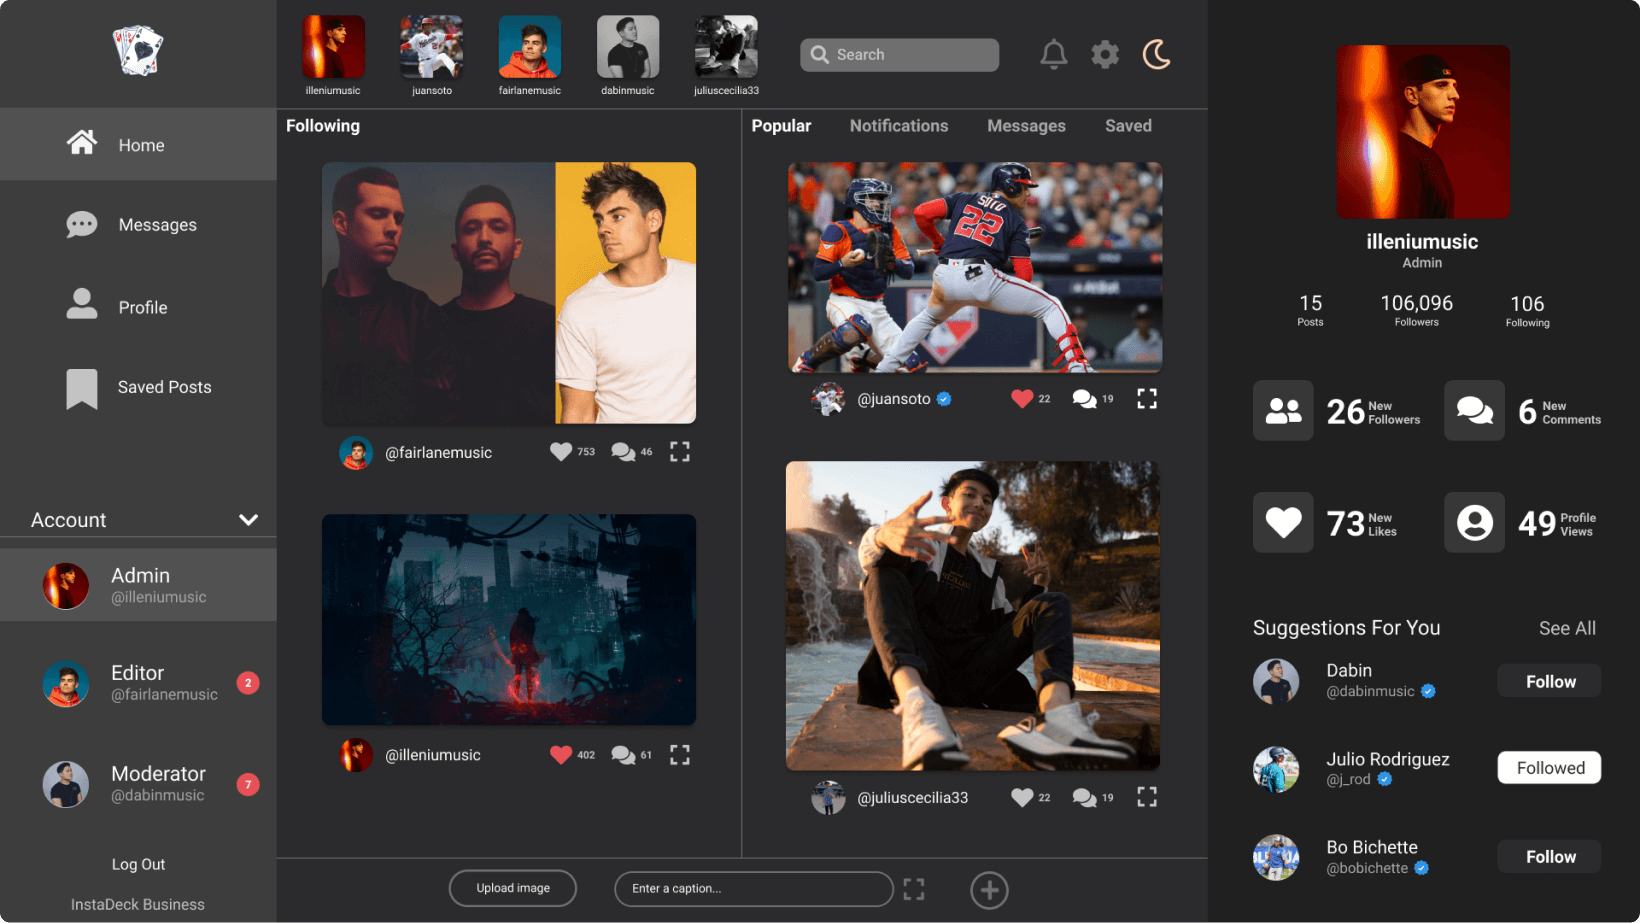 illeniumusic
juansoto
fairlanemusic
dabinmusic
juliuscecilia33
Search
Home
Messages
Profile
Saved Posts
Account
Admin
@illeniumusic
Editor
@fairlanemusic
2
Moderator
@dabinmusic
7
Log Out
InstaDeck Business
Following
@fairlanemusic
753
46
@illeniumusic
402
61
Popular
Notifications
Messages
Saved
SOTO
22
@juansoto
22
19
@juliuscecilia33
22
19
Upload image
Enter a caption...
illeniumusic
Admin
15
Posts
106,096
Followers
106
Following
26
New
Followers
6
New
Comments
73
New
Likes
49
Profile
Views
Suggestions For You
See All
Dabin
@dabinmusic
Follow
Julio Rodriguez
@j_rod
Followed
Bo Bichette
@bobichette
Follow